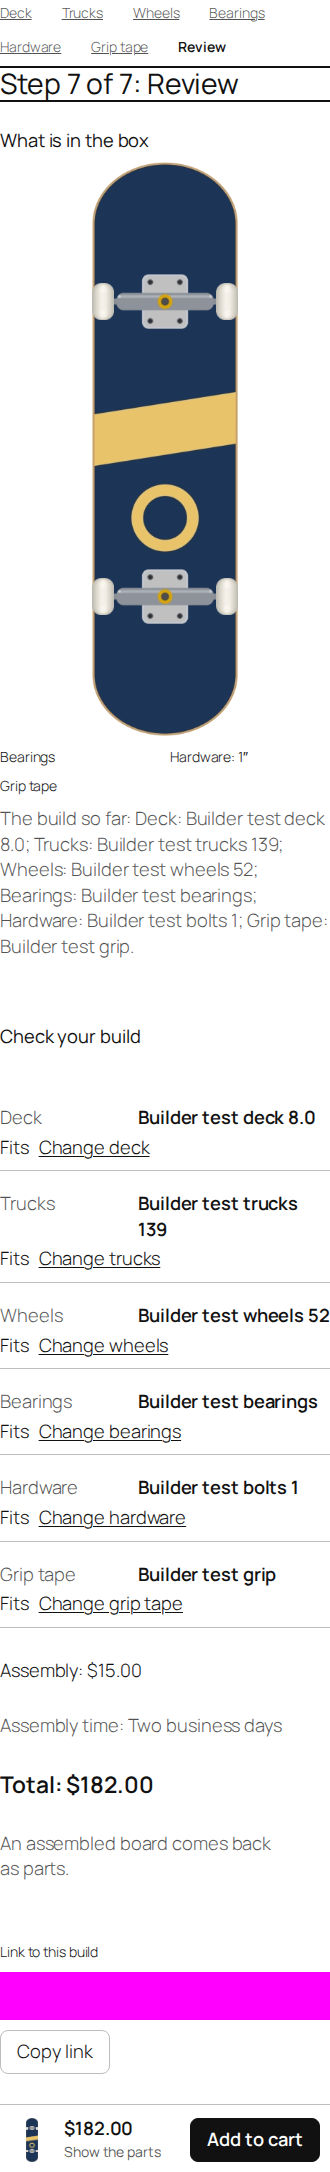 Deck Trucks Wheels Bearings
Hardware Grip tape Review
Step 7 of 7: Review
What is in the box
Bearings Hardware: 1″
Grip tape
The build so far: Deck: Builder test deck
8.0; Trucks: Builder test trucks 139;
Wheels: Builder test wheels 52;
Bearings: Builder test bearings;
Hardware: Builder test bolts 1; Grip tape:
Builder test grip.
Check your build
Deck Builder test deck 8.0
Fits Change deck
Trucks Builder test trucks
139
Fits Change trucks
Wheels Builder test wheels 52
Fits Change wheels
Bearings Builder test bearings
Fits Change bearings
Hardware Builder test bolts 1
Fits Change hardware
Grip tape Builder test grip
Fits Change grip tape
Assembly: $15.00
Assembly time: Two business days
Total: $182.00
An assembled board comes back
as parts.
Link to this build
Copy link
$182.00
Show the parts
Add to cart